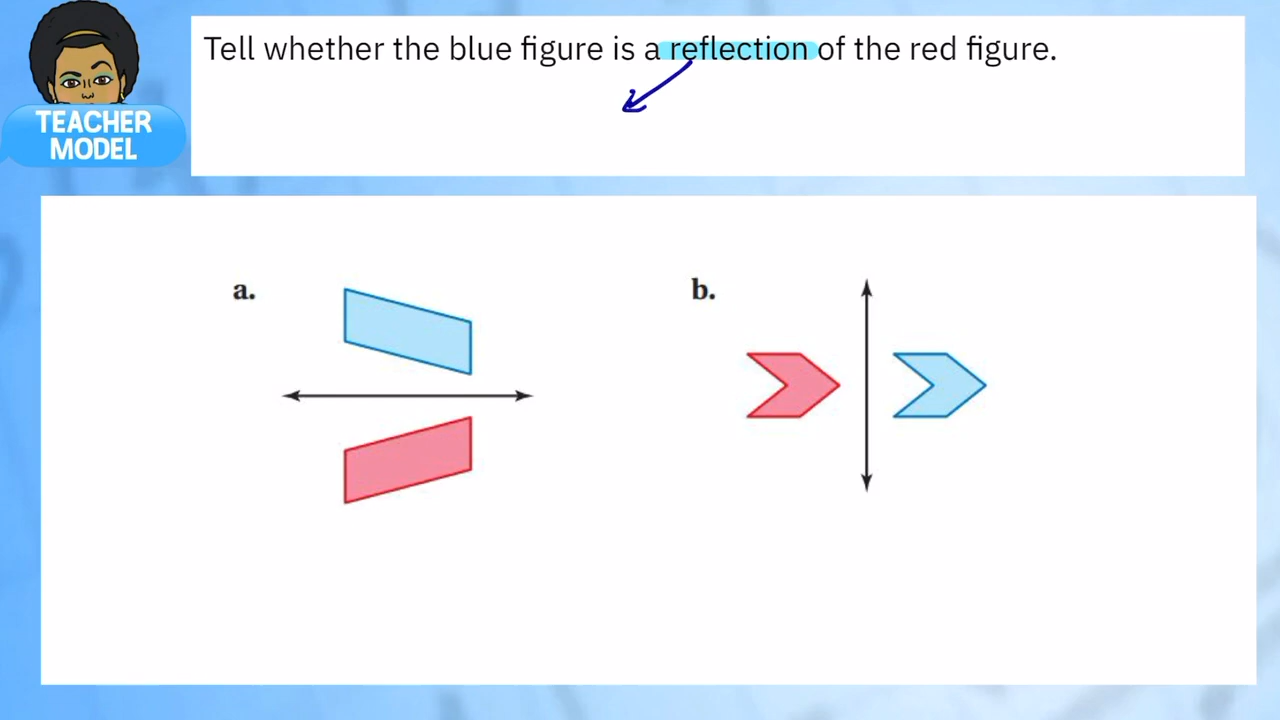 Tell whether the blue figure is a reflection of the red figure.
TEACHER
MODEL
a.
b.